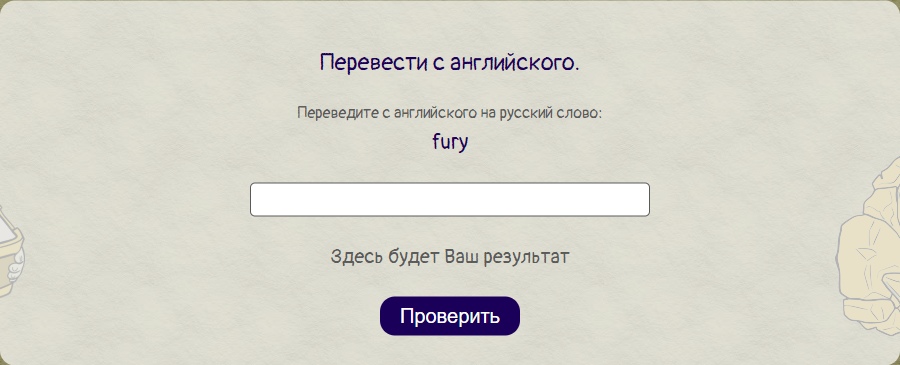 Перевести с английского.
Переведите с английского на русский слово:
fury
Здесь будет Ваш результат
Проверить